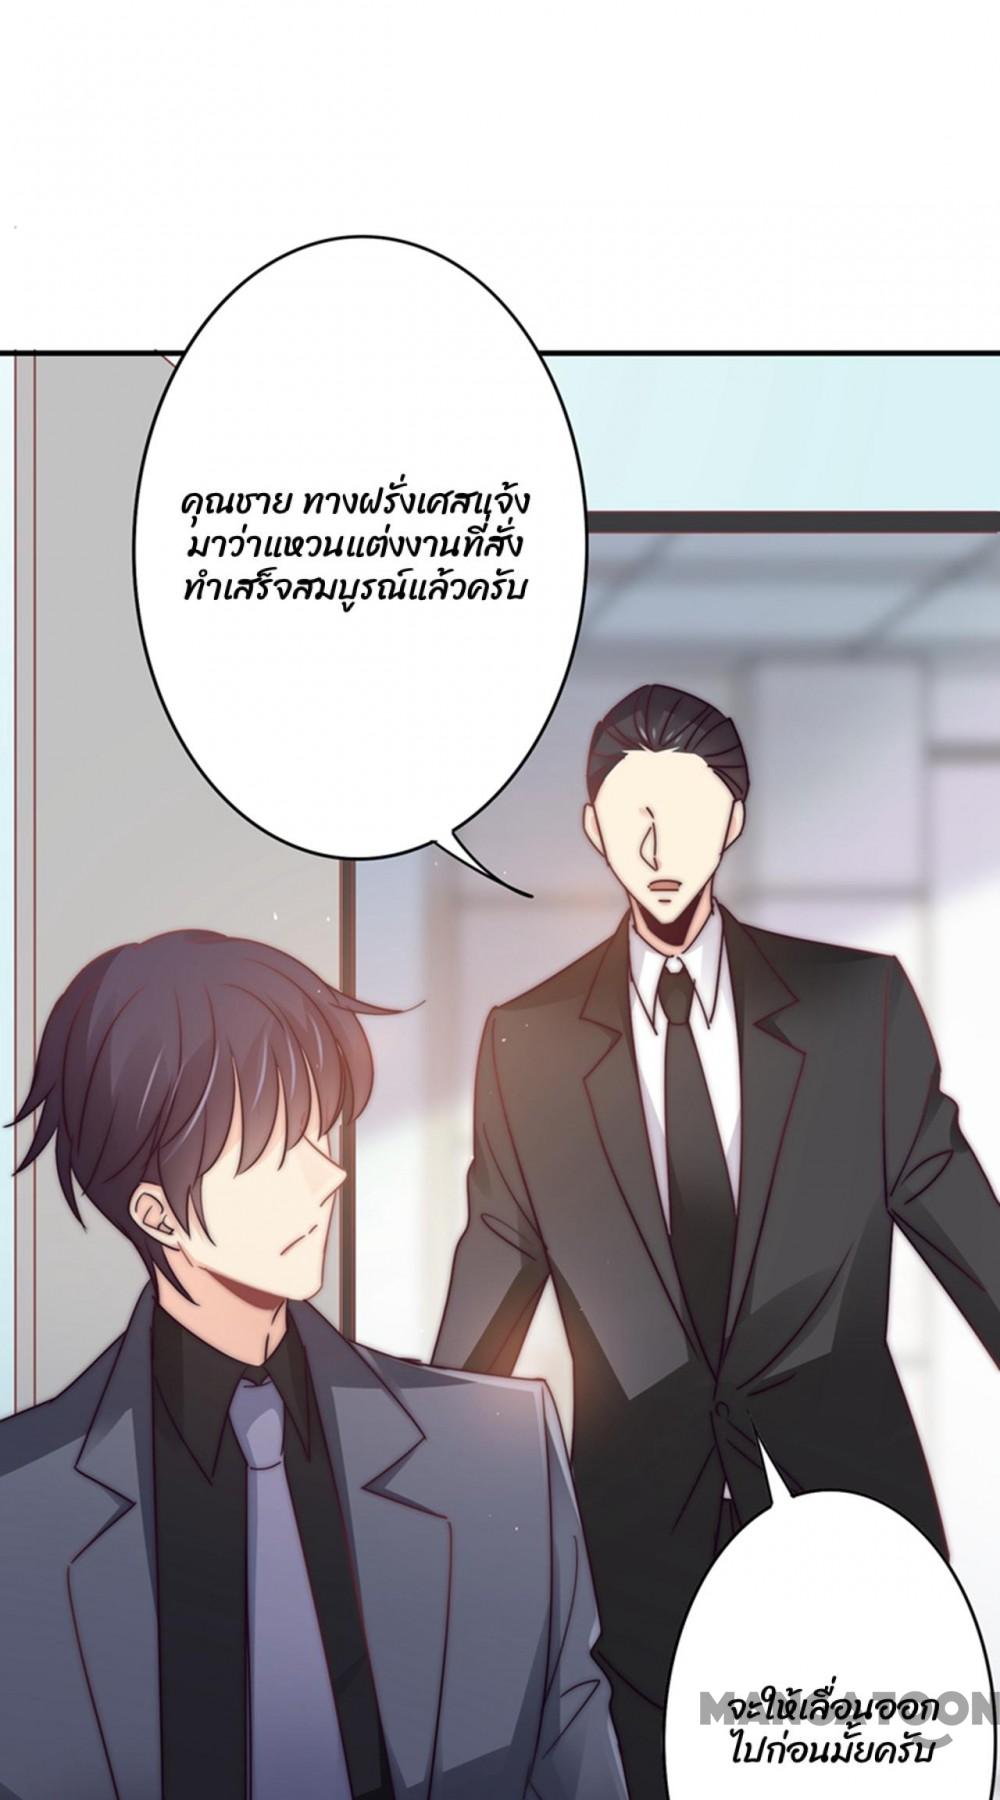 คุณชาย ทางฝรั่งเศสแจ้ง
มาว่าแหวนแต่งงานที่สั่ง
ทำเสร็จสมบูรณ์แล้วครับ
จะให้เลื่อนออก
ไปก่อนมั้ยครับ
MANGATOON